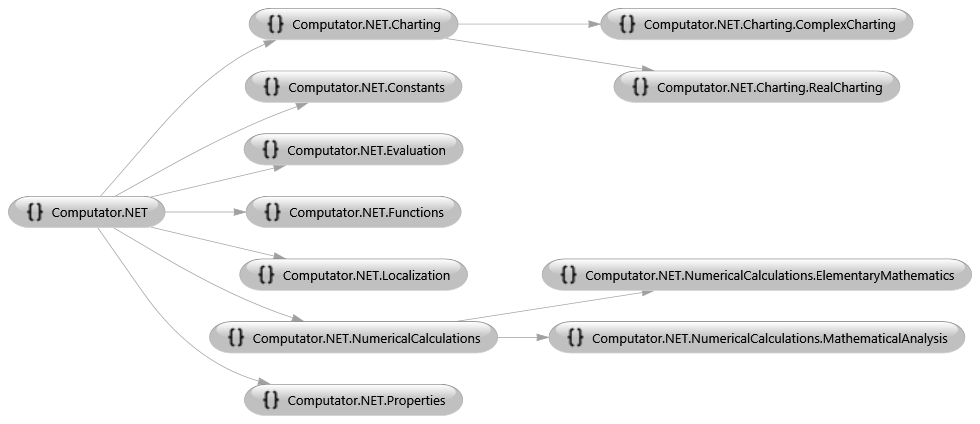 {} Computator.NET.Charting
{} Computator.NET.Charting.ComplexCharting
{} Computator.NET.Constants
{} Computator.NET.Charting.RealCharting
{} Computator.NET.Evaluation
{} Computator.NET
{} Computator.NET.Functions
{} Computator.NET.Localization
{} Computator.NET.NumericalCalculations.ElementaryMathematics
{} Computator.NET.NumericalCalculations
{} Computator.NET.NumericalCalculations.MathematicalAnalysis
{} Computator.NET.Properties